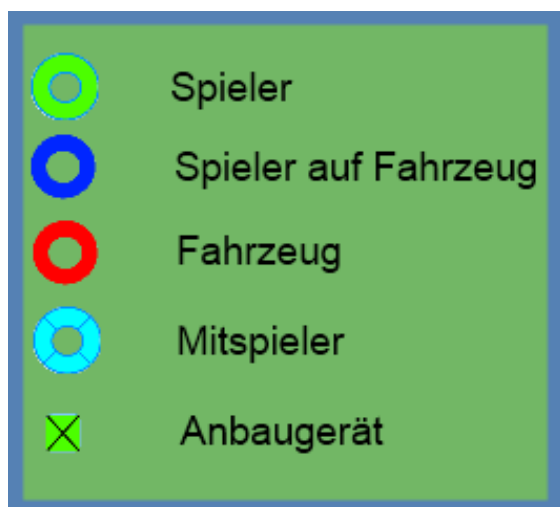 Spieler
Spieler auf Fahrzeug
Fahrzeug
Mitspieler
Anbaugerät